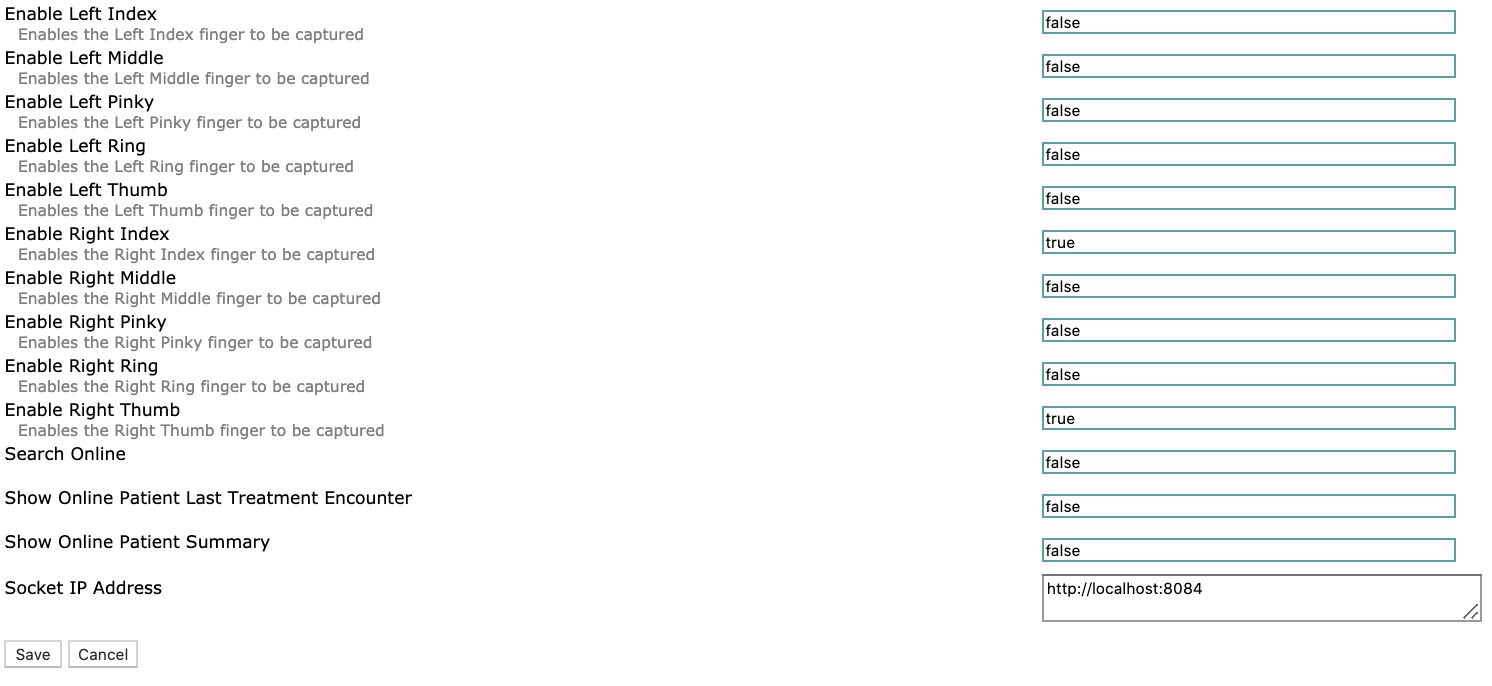 Enable Left Index
false
Enables the Left Index finger to be captured
Enable Left Middle
false
Enables the Left Middle finger to be captured
Enable Left Pinky
false
Enables the Left Pinky finger to be captured
Enable Left Ring
false
Enables the Left Ring finger to be captured
Enable Left Thumb
false
Enables the Left Thumb finger to be captured
Enable Right Index
true
Enables the Right Index finger to be captured
Enable Right Middle
false
Enables the Right Middle finger to be captured
Enable Right Pinky
false
Enables the Right Pinky finger to be captured
Enable Right Ring
false
Enables the Right Ring finger to be captured
Enable Right Thumb
true
Enables the Right Thumb finger to be captured
Search Online
false
Show Online Patient Last Treatment Encounter
false
Show Online Patient Summary
false
Socket IP Address
http://localhost:8084
Save Cancel